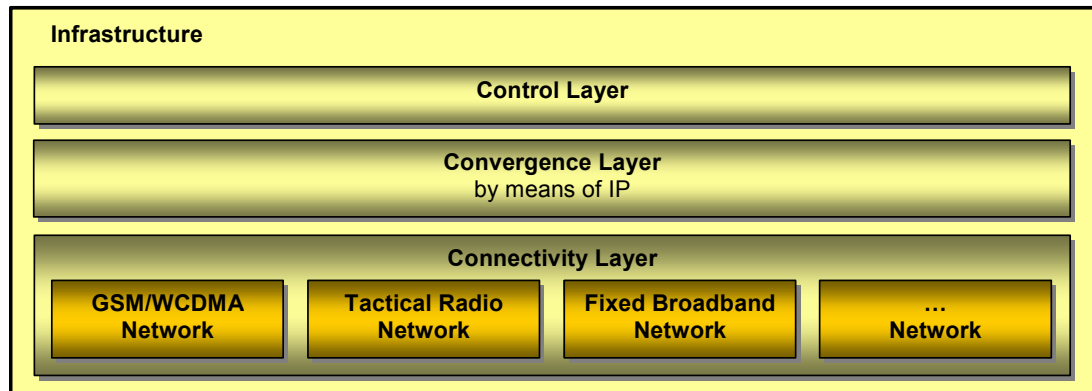 Infrastructure
Control Layer
Convergence Layer
by means of IP
Connectivity Layer
GSM/WCDMA
Network
Tactical Radio
Network
Fixed Broadband
Network
…
Network